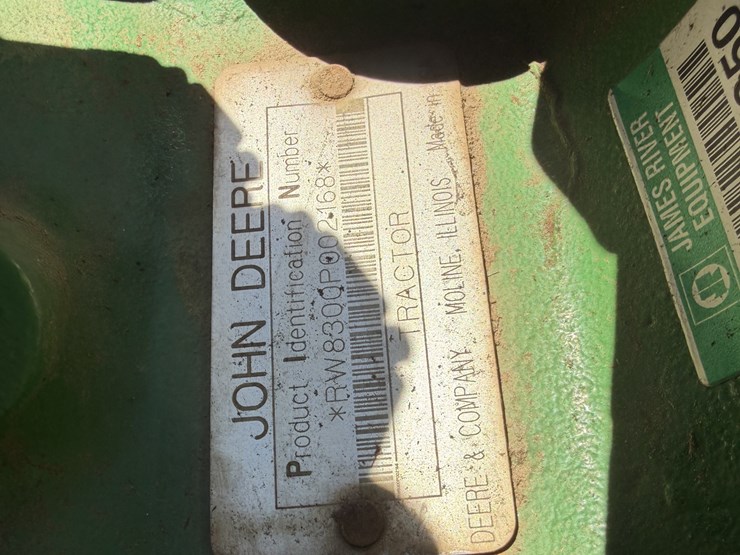 JOHN DEERE
Product Identification Number
*RW8300P002168*
TRACTOR
DEERE & COMPANY MOLINE, ILLINOIS Made in
JAMES RIVER
EQUIPMENT